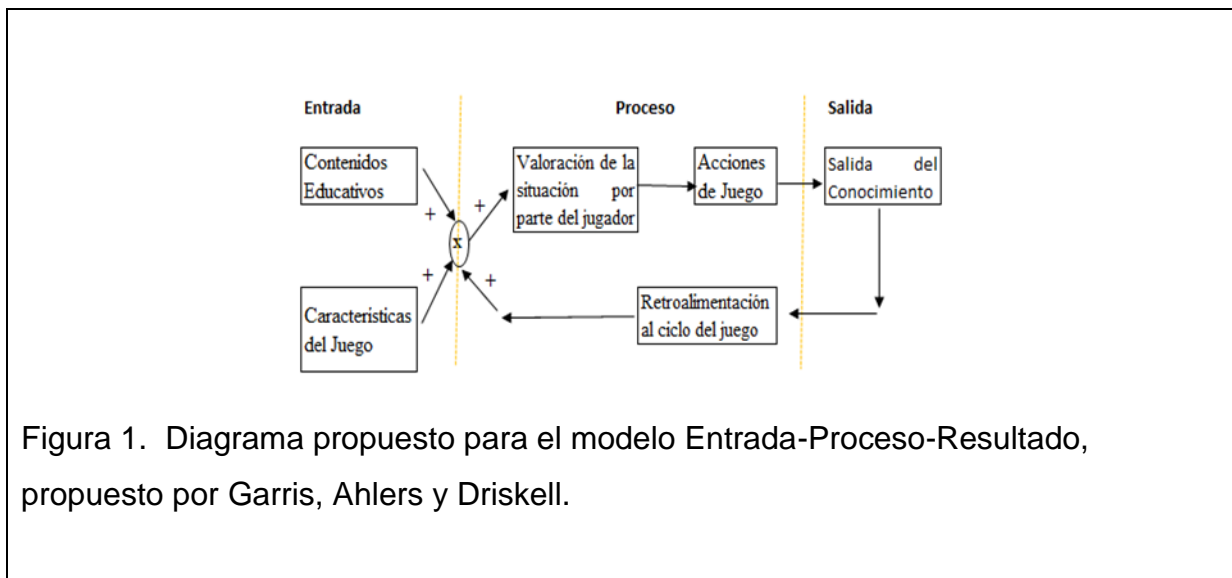 Entrada
Proceso
Salida
Contenidos
Educativos
Valoración de la
situación por
parte del jugador
Acciones
de Juego
Salida del
Conocimiento
+
+
x
+
+
Caracteristicas
del Juego
Retroalimentación
al ciclo del juego
Figura 1. Diagrama propuesto para el modelo Entrada-Proceso-Resultado,
propuesto por Garris, Ahlers y Driskell.